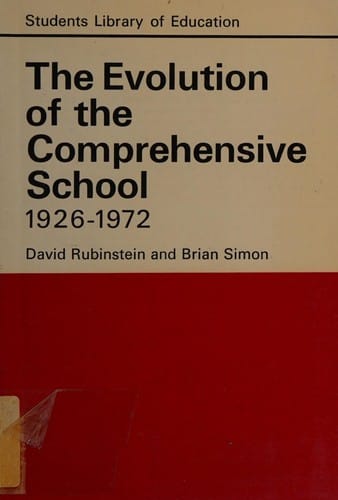 Students Library of Education
The Evolution
of the
Comprehensive
School
1926-1972
David Rubinstein and Brian Simon